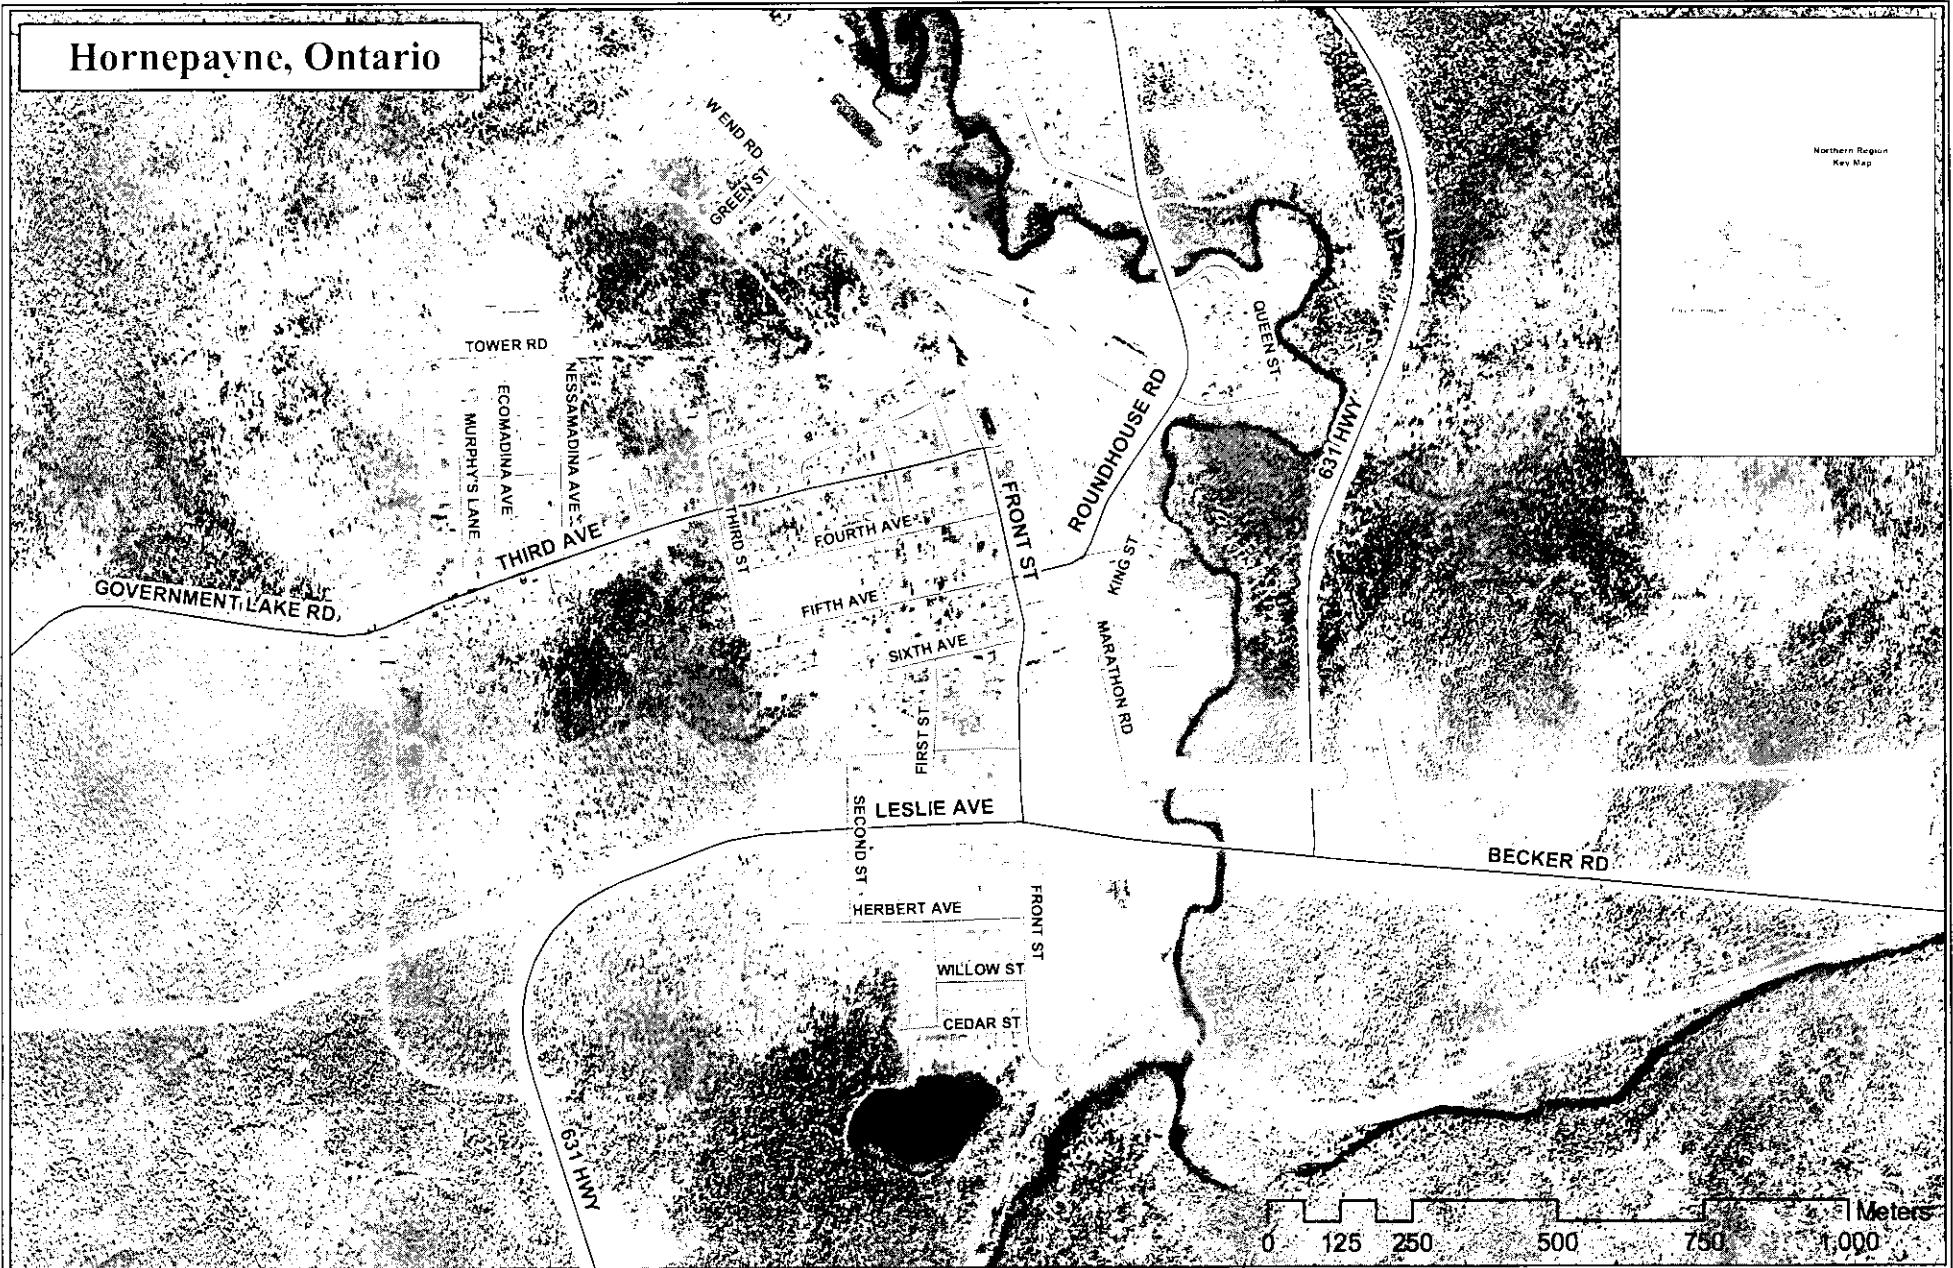 Hornepayne, Ontario
Northern Region
Key Map
W END RD
GREEN ST
TOWER RD
NESSAMADINA AVE
ECOMADINA AVE
MURPHY'S LANE
QUEEN ST
631 HWY
ROUNDHOUSE RD
FRONT ST
THIRD ST
FOURTH AVE
THIRD AVE
KING ST
GOVERNMENT LAKE RD
FIFTH AVE
SIXTH AVE
MARATHON RD
FIRST ST
SECOND ST
LESLIE AVE
BECKER RD
HERBERT AVE
FRONT ST
WILLOW ST
CEDAR ST
631 HWY
Meters
0 125 250 500 750 1,000